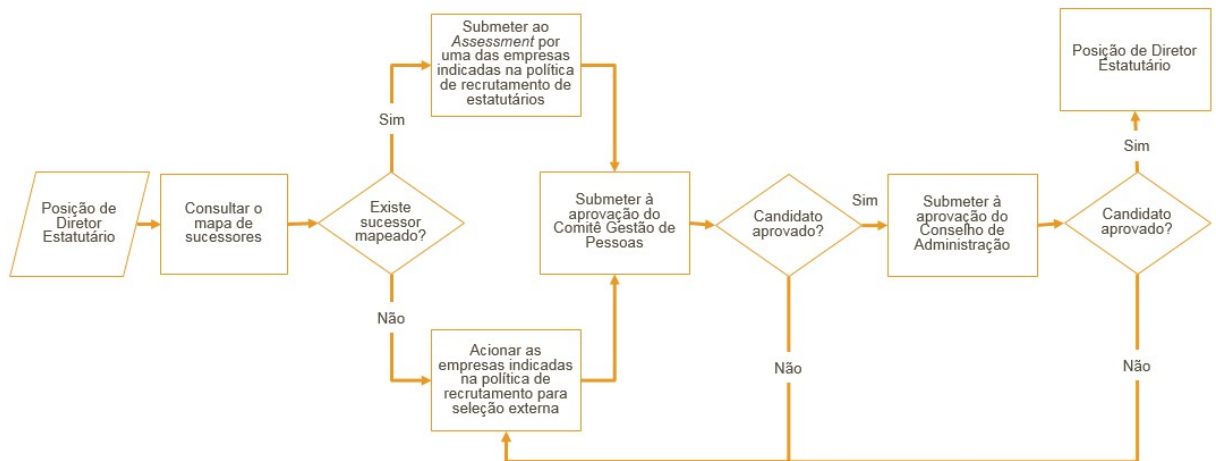 Posição de
Diretor
Estatutário
Consultar o
mapa de
sucessores
Existe
sucessor
mapeado?
Sim
Submeter ao
Assessment por
uma das empresas
indicadas na política
de recrutamento de
estatutários
Não
Acionar as
empresas indicadas
na política de
recrutamento para
seleção externa
Submeter à
aprovação do
Comitê Gestão de
Pessoas
Candidato
aprovado?
Sim
Não
Submeter à
aprovação do
Conselho de
Administração
Candidato
aprovado?
Sim
Não
Posição de Diretor
Estatutário